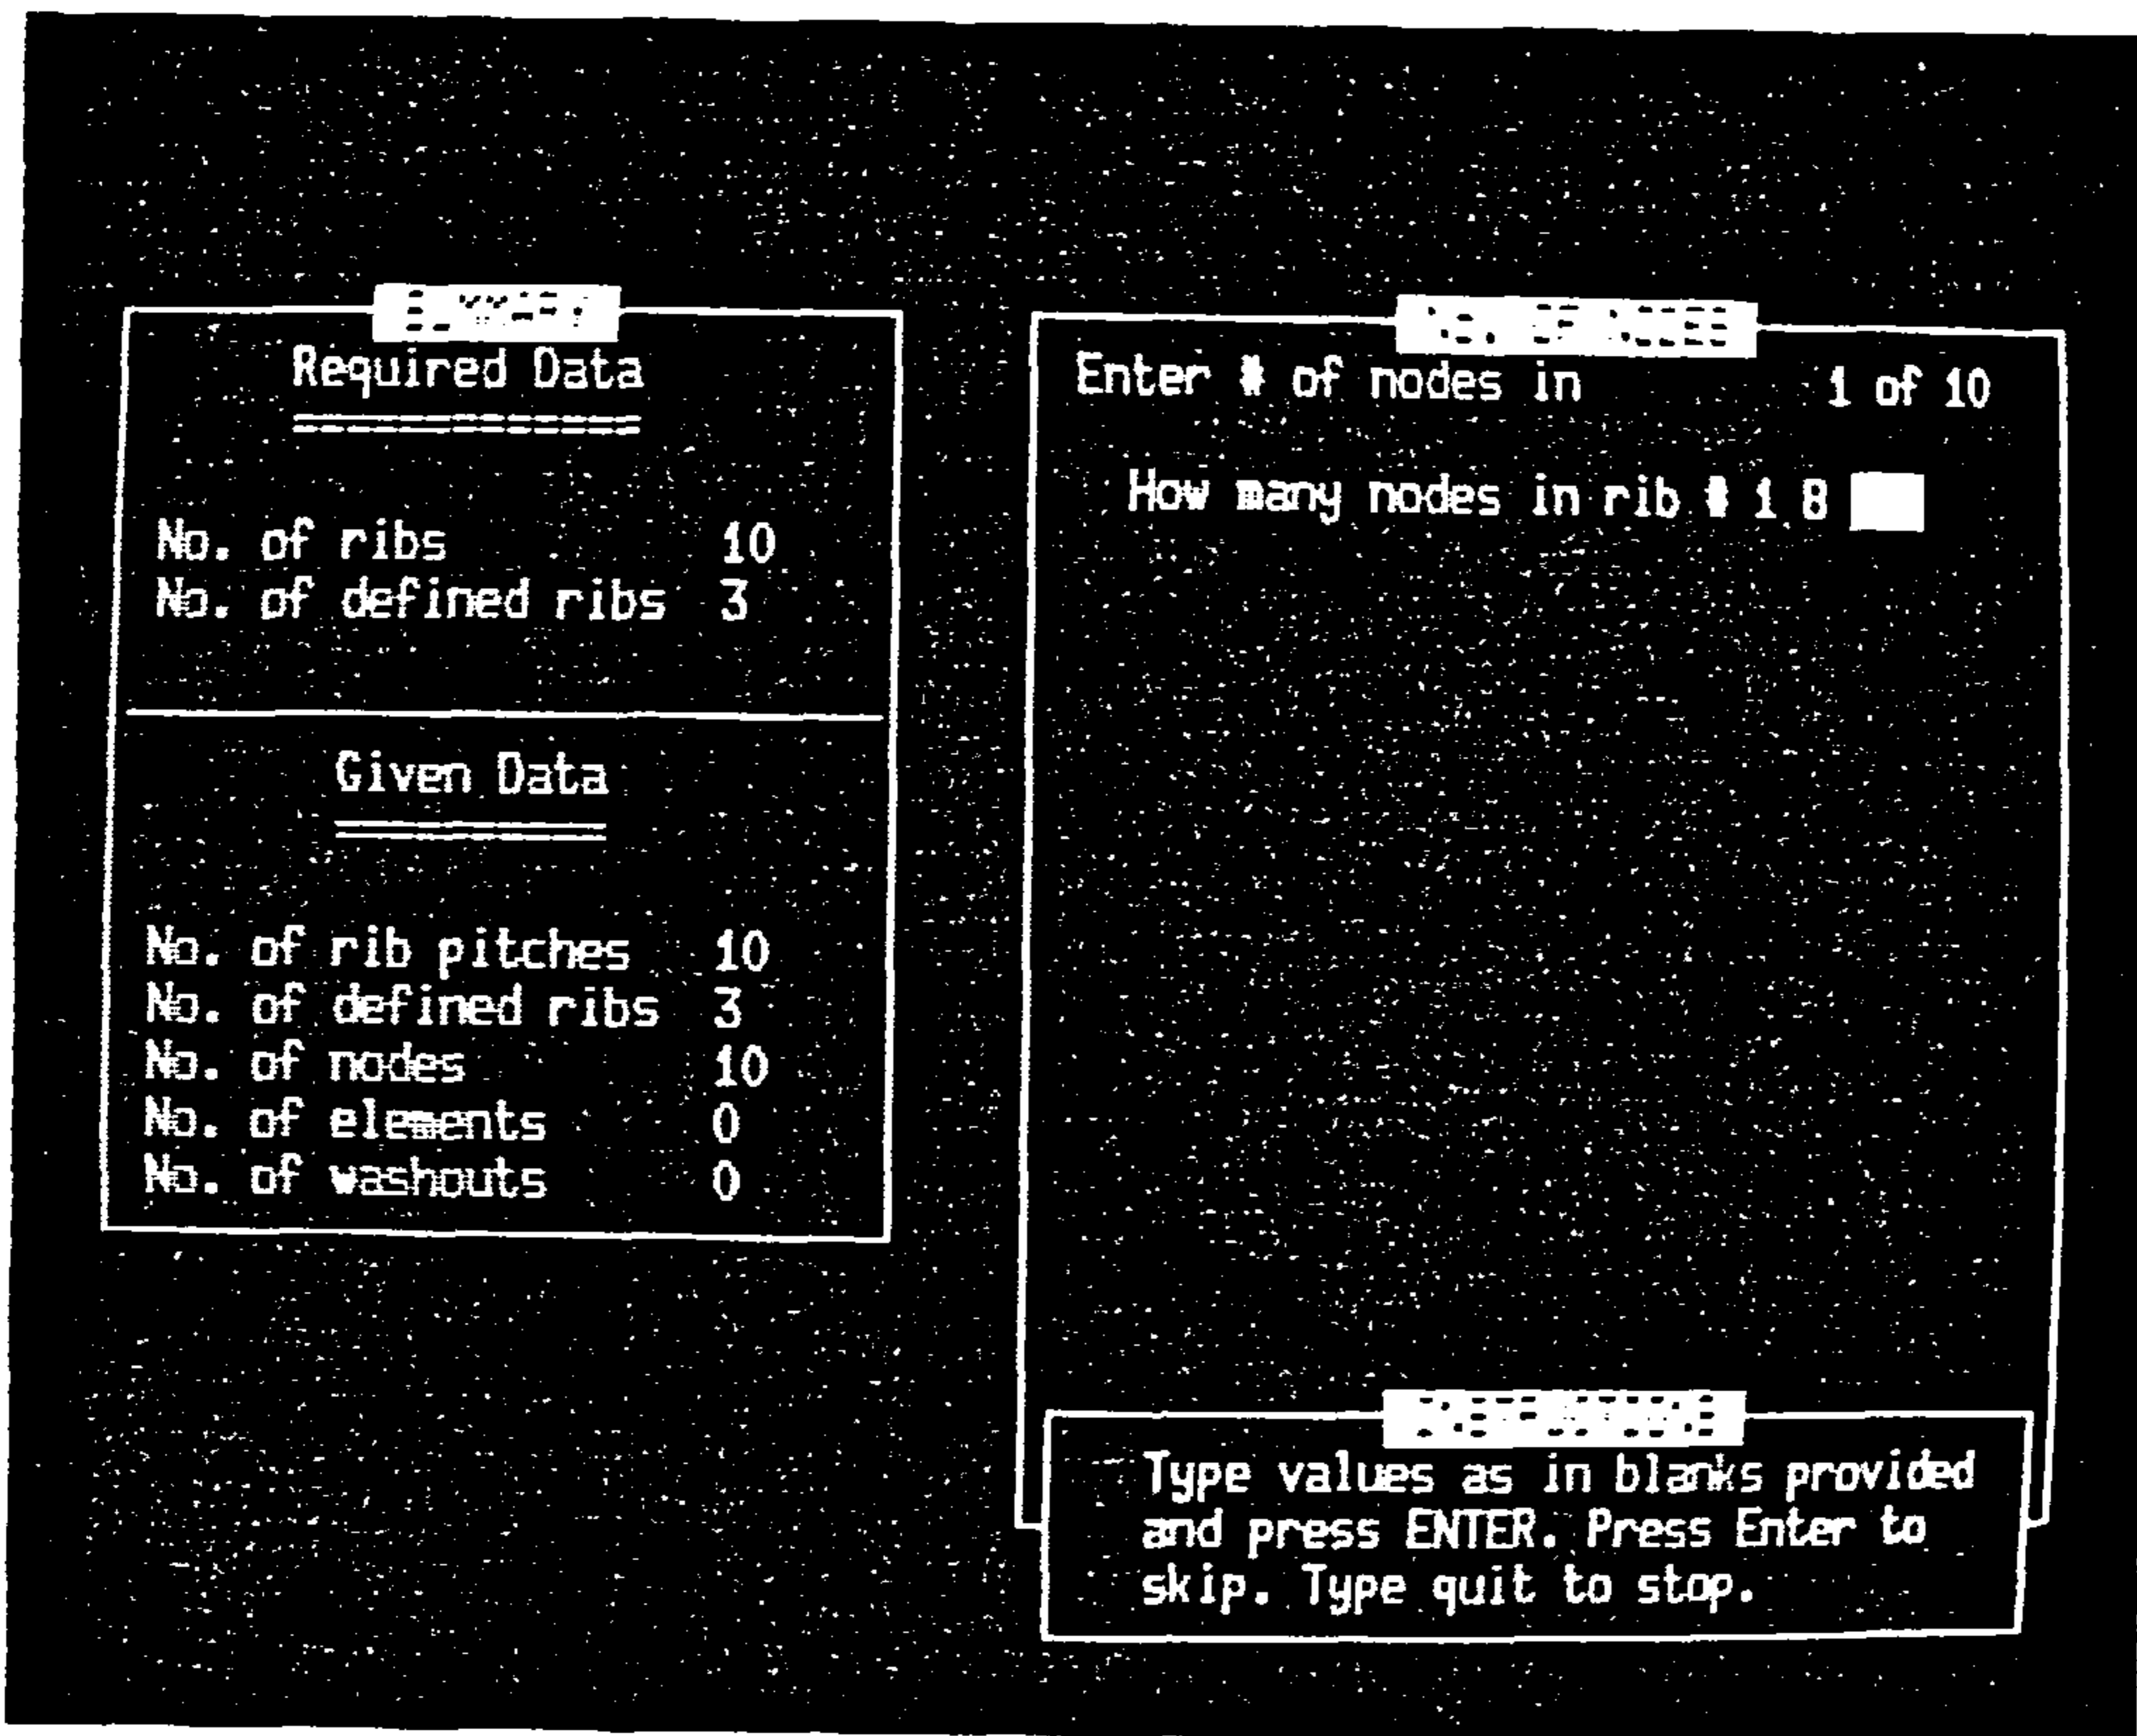 Required Data
No. of ribs 10
No. of defined ribs 3
Given Data
No. of rib pitches 10
No. of defined ribs 3
No. of nodes 10
No. of elements 0
No. of washouts 0
Enter # of nodes in 1 of 10
How many nodes in rib # 1 8
Type values as in blanks provided
and press ENTER. Press Enter to
skip. Type quit to stop.